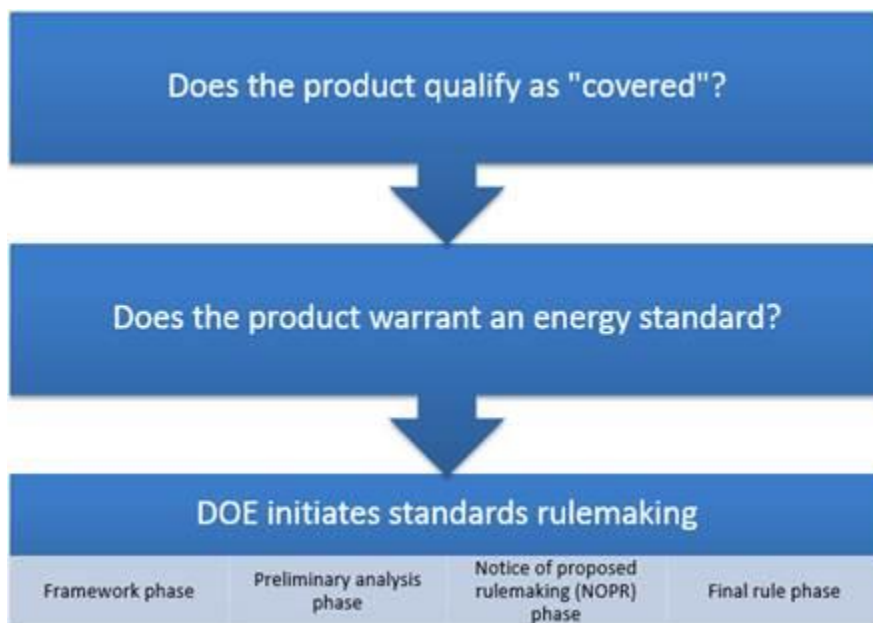 Does the product qualify as "covered"?
Does the product warrant an energy standard?
DOE initiates standards rulemaking
Framework phase
Preliminary analysis
phase
Notice of proposed
rulemaking (NOPR)
phase
Final rule phase